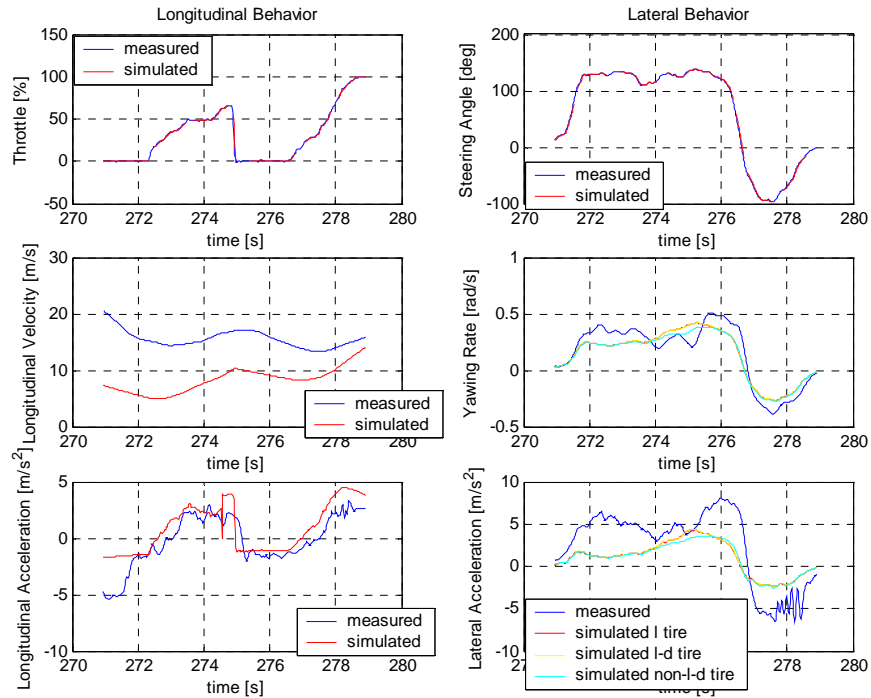 Longitudinal Behavior
Lateral Behavior
150
100
50
0
-50
Throttle [%]
measured
simulated
270 272 274 276 278 280
time [s]
200
100
0
-100
Steering Angle [deg]
measured
simulated
270 272 274 276 278 280
time [s]
30
20
10
0
Longitudinal Velocity [m/s]
measured
simulated
270 272 274 276 278 280
time [s]
1
0.5
0
-0.5
Yawing Rate [rad/s]
270 272 274 276 278 280
time [s]
5
0
-5
-10
Longitudinal Acceleration [m/s²]
measured
simulated
270 272 274 276 278 280
time [s]
10
5
0
-5
-10
Lateral Acceleration [m/s²]
measured
simulated l tire
simulated l-d tire
simulated non-l-d tire
270 272 274 276 278 280
time [s]